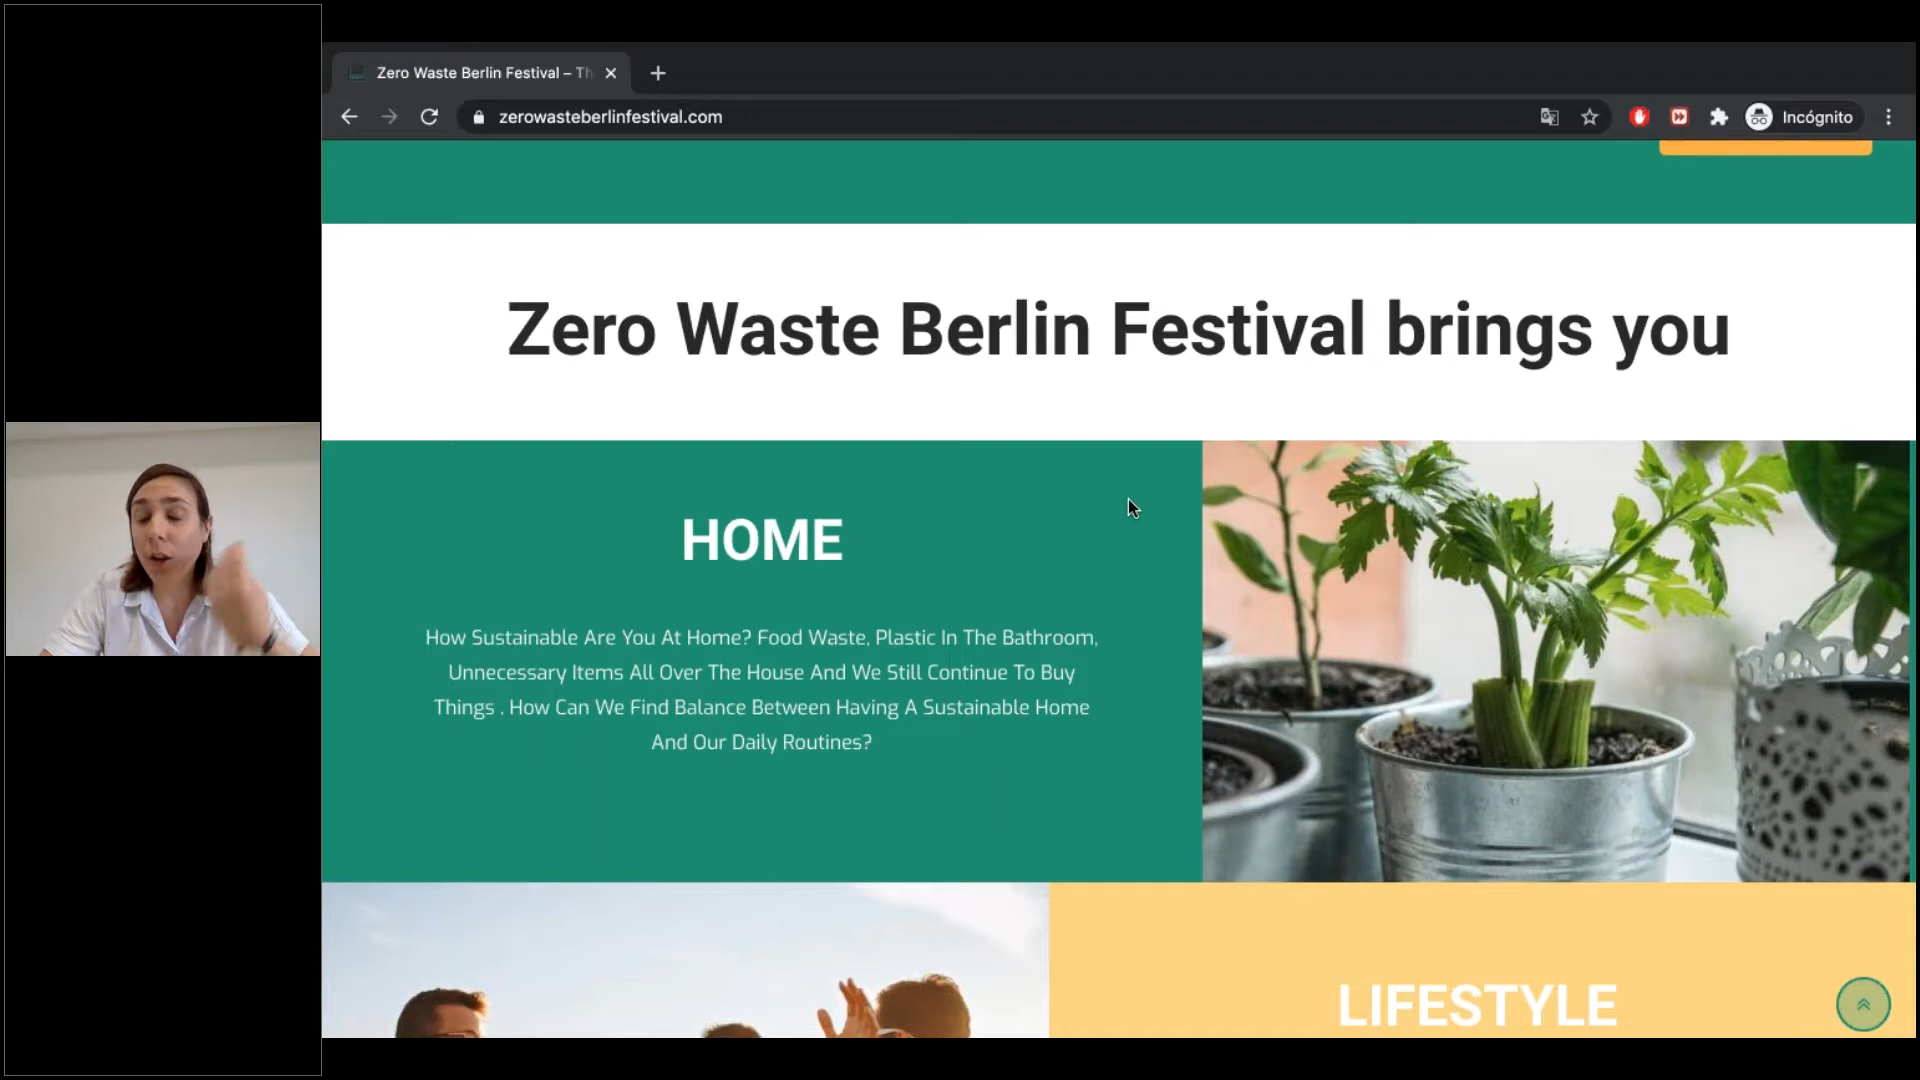 Zero Waste Berlin Festival – Th
zerowasteberlinfestival.com
Incógnito
Zero Waste Berlin Festival brings you
HOME
How Sustainable Are You At Home? Food Waste, Plastic In The Bathroom,
Unnecessary Items All Over The House And We Still Continue To Buy
Things . How Can We Find Balance Between Having A Sustainable Home
And Our Daily Routines?
LIFESTYLE